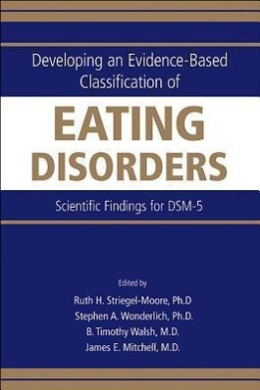 Developing an Evidence-Based
Classification of
EATING
DISORDERS
Scientific Findings for DSM-5
Edited by
Ruth H. Striegel-Moore, Ph.D
Stephen A. Wonderlich, Ph.D.
B. Timothy Walsh, M.D.
James E. Mitchell, M.D.